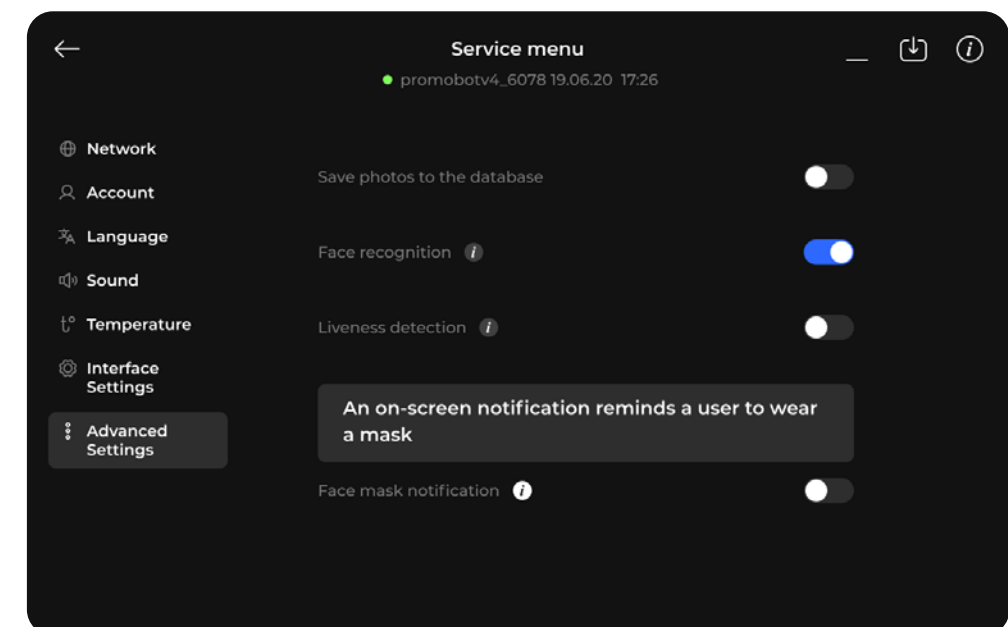 Service menu
promobotv4_6078 19.06.20 17:26
Network
Account
Language
Sound
t° Temperature
Interface
Settings
Advanced
Settings
Save photos to the database
Face recognition i
Liveness detection i
An on-screen notification reminds a user to wear
a mask
Face mask notification i